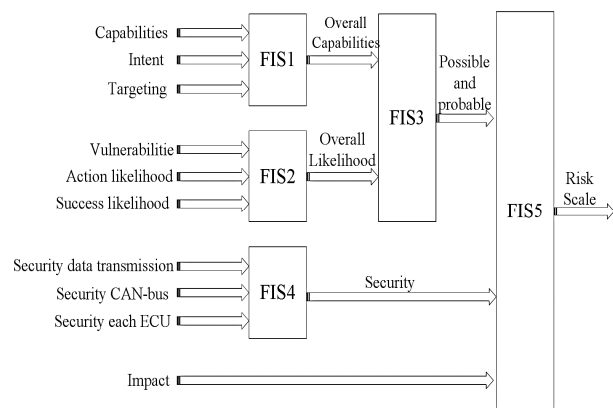 Capabilities
Intent
Targeting
FIS1
Overall
Capabilities
Vulnerabilitie
Action likelihood
Success likelihood
FIS2
Overall
Likelihood
FIS3
Possible
and
probable
Security data transmission
Security CAN-bus
Security each ECU
FIS4
Security
Impact
FIS5
Risk
Scale